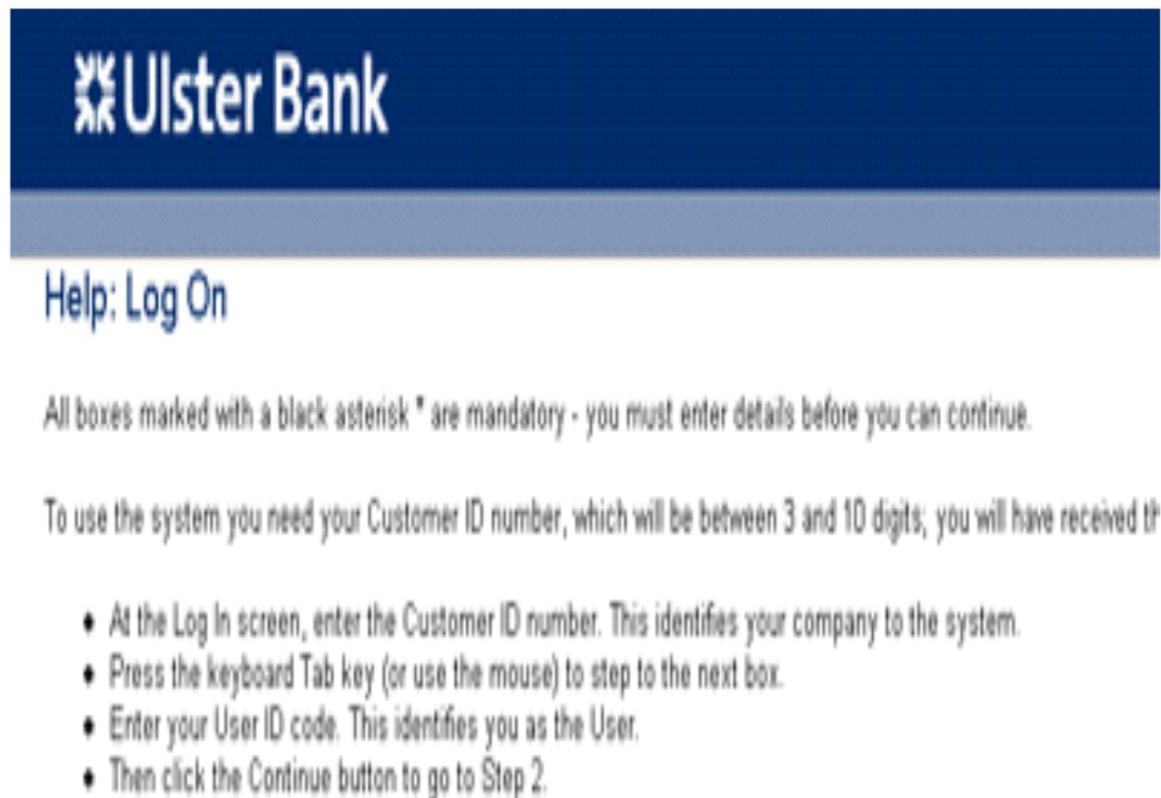 Ulster Bank
Help: Log On
All boxes marked with a black asterisk * are mandatory - you must enter details before you can continue.
To use the system you need your Customer ID number, which will be between 3 and 10 digits; you will have received th
• At the Log In screen, enter the Customer ID number. This identifies your company to the system.
• Press the keyboard Tab key (or use the mouse) to step to the next box.
• Enter your User ID code. This identifies you as the User.
• Then click the Continue button to go to Step 2.